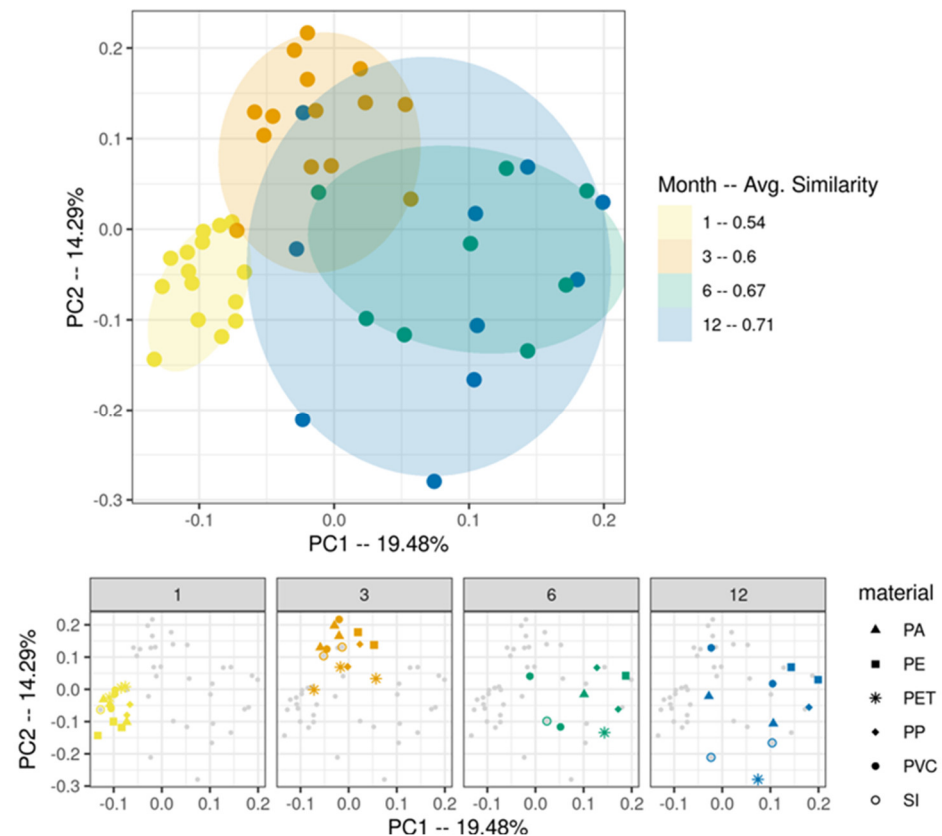 0.2
0.1
0.0
-0.1
-0.2
-0.3
PC2 -- 14.29%
-0.1 0.0 0.1 0.2
PC1 -- 19.48%
Month -- Avg. Similarity
1 -- 0.54
3 -- 0.6
6 -- 0.67
12 -- 0.71
1 3 6 12
0.2
0.1
0.0
-0.1
-0.2
-0.3
PC2 -- 14.29%
-0.1 0.0 0.1 0.2 -0.1 0.0 0.1 0.2 -0.1 0.0 0.1 0.2 -0.1 0.0 0.1 0.2
PC1 -- 19.48%
material
PA
PE
PET
PP
PVC
SI